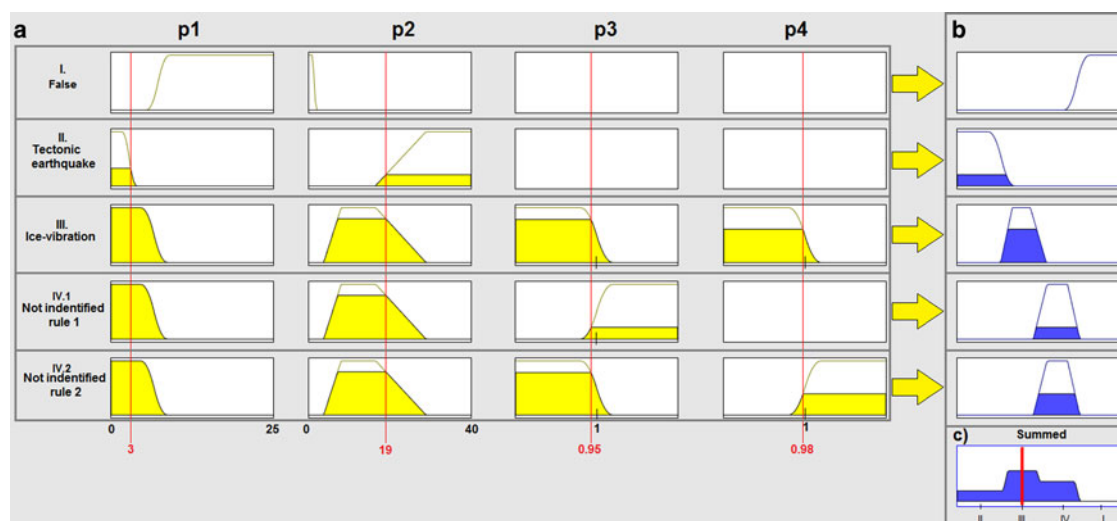 a p1 p2 p3 p4 b
I.
False
II.
Tectonic
earthquake
III.
Ice-vibration
IV.1
Not indentified
rule 1
IV.2
Not indentified
rule 2
0 25 0 40 1 1
3 19 0.95 0.98
c) Summed
II III IV I